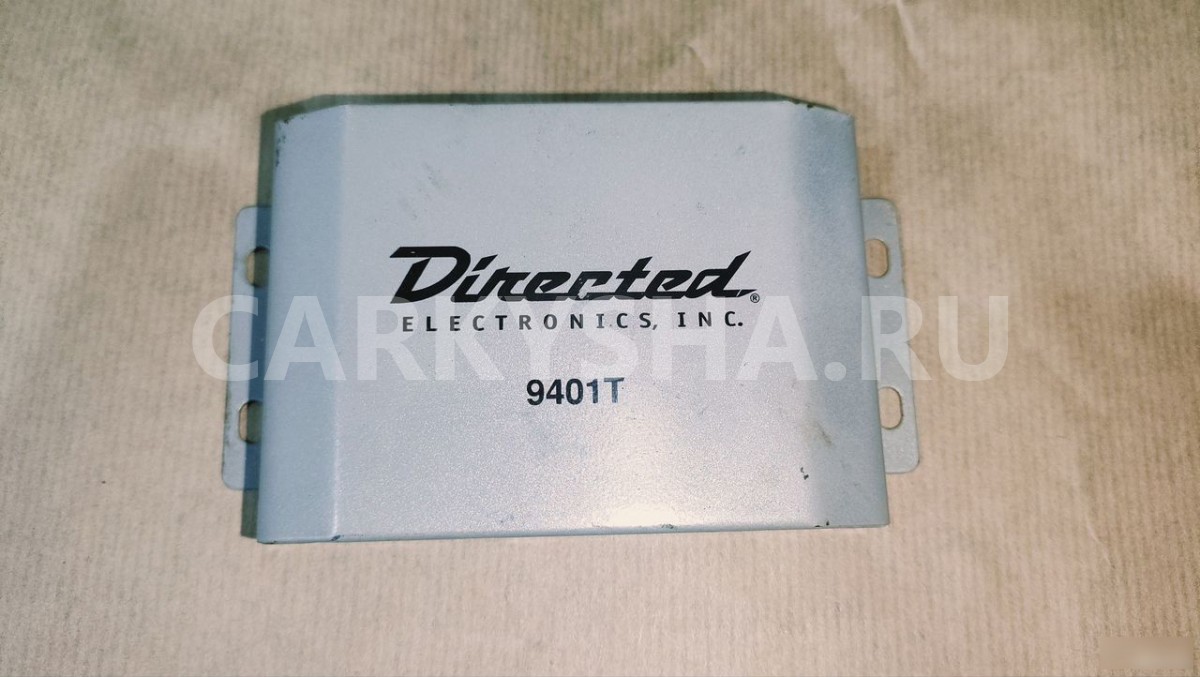 Directed®
ELECTRONICS, INC.
CARKYSHA.RU
9401T